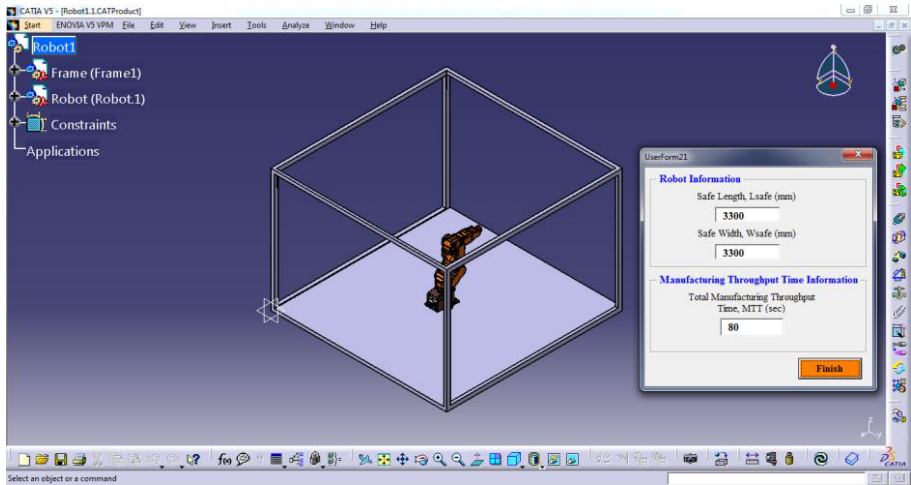 CATIA V5 - [Robot1.1.CATProduct]
Start ENOVIA V5 VPM File Edit View Insert Tools Analyze Window Help
Robot1
Frame (Frame1)
Robot (Robot.1)
Constraints
Applications
UserForm21
Robot Information
Safe Length, Lsafe (mm)
3300
Safe Width, Wsafe (mm)
3300
Manufacturing Throughput Time Information
Total Manufacturing Throughput
Time, MTT (sec)
80
Finish
z
x y
f(x)
CATIA
Select an object or a command